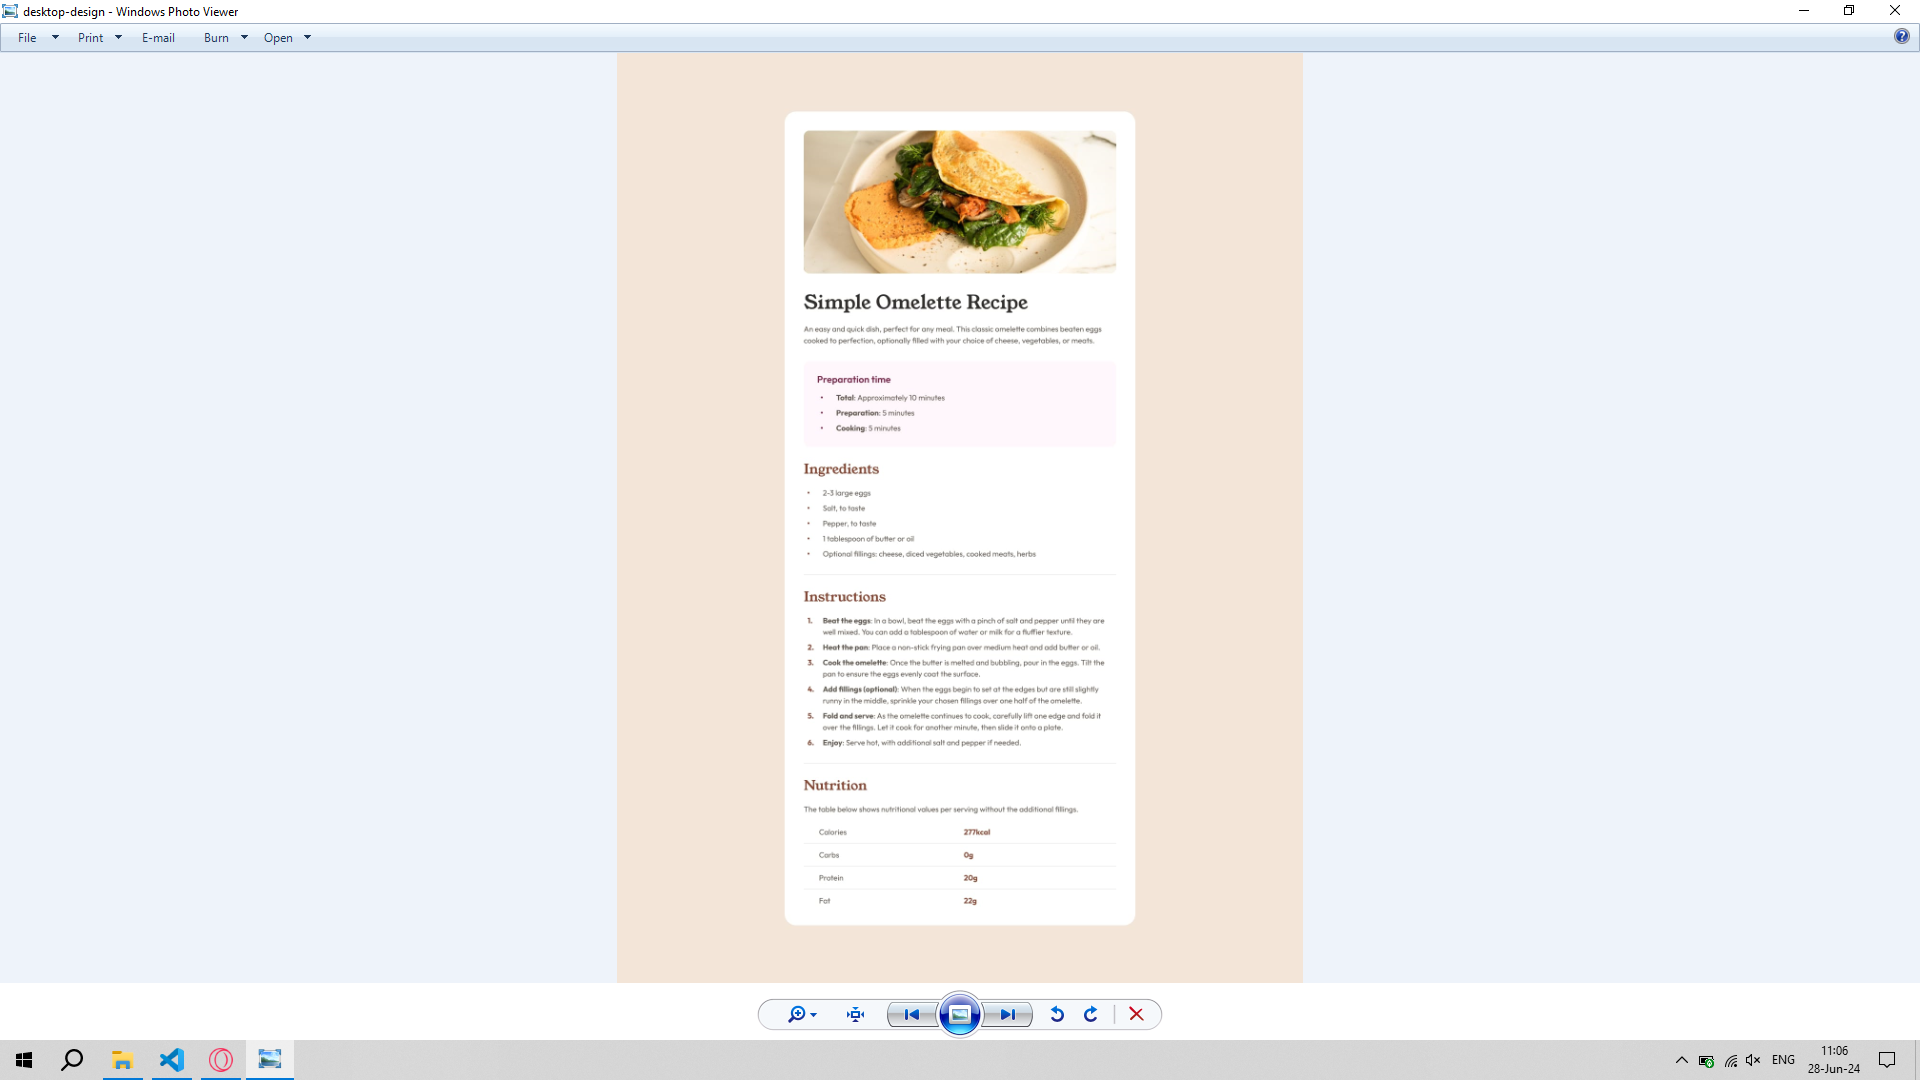 desktop-design - Windows Photo Viewer
File Print E-mail Burn Open
Simple Omelette Recipe
An easy and quick dish, perfect for any meal. This classic omelette combines beaten eggs
cooked to perfection, optionally filled with your choice of cheese, vegetables, or meats.
Preparation time
• Total: Approximately 10 minutes
• Preparation: 5 minutes
• Cooking: 5 minutes
Ingredients
• 2-3 large eggs
• Salt, to taste
• Pepper, to taste
• 1 tablespoon of butter or oil
• Optional fillings: cheese, diced vegetables, cooked meats, herbs
Instructions
1. Beat the eggs: In a bowl, beat the eggs with a pinch of salt and pepper until they are
well mixed. You can add a tablespoon of water or milk for a fluffier texture.
2. Heat the pan: Place a non-stick frying pan over medium heat and add butter or oil.
3. Cook the omelette: Once the butter is melted and bubbling, pour in the eggs. Tilt the
pan to ensure the eggs evenly coat the surface.
4. Add fillings (optional): When the eggs begin to set at the edges but are still slightly
runny in the middle, sprinkle your chosen fillings over one half of the omelette.
5. Fold and serve: As the omelette continues to cook, carefully lift one edge and fold it
over the fillings. Let it cook for another minute, then slide it onto a plate.
6. Enjoy: Serve hot, with additional salt and pepper if needed.
Nutrition
The table below shows nutritional values per serving without the additional fillings.
Calories 277kcal
Carbs 0g
Protein 20g
Fat 22g
ENG
11:06
28-Jun-24